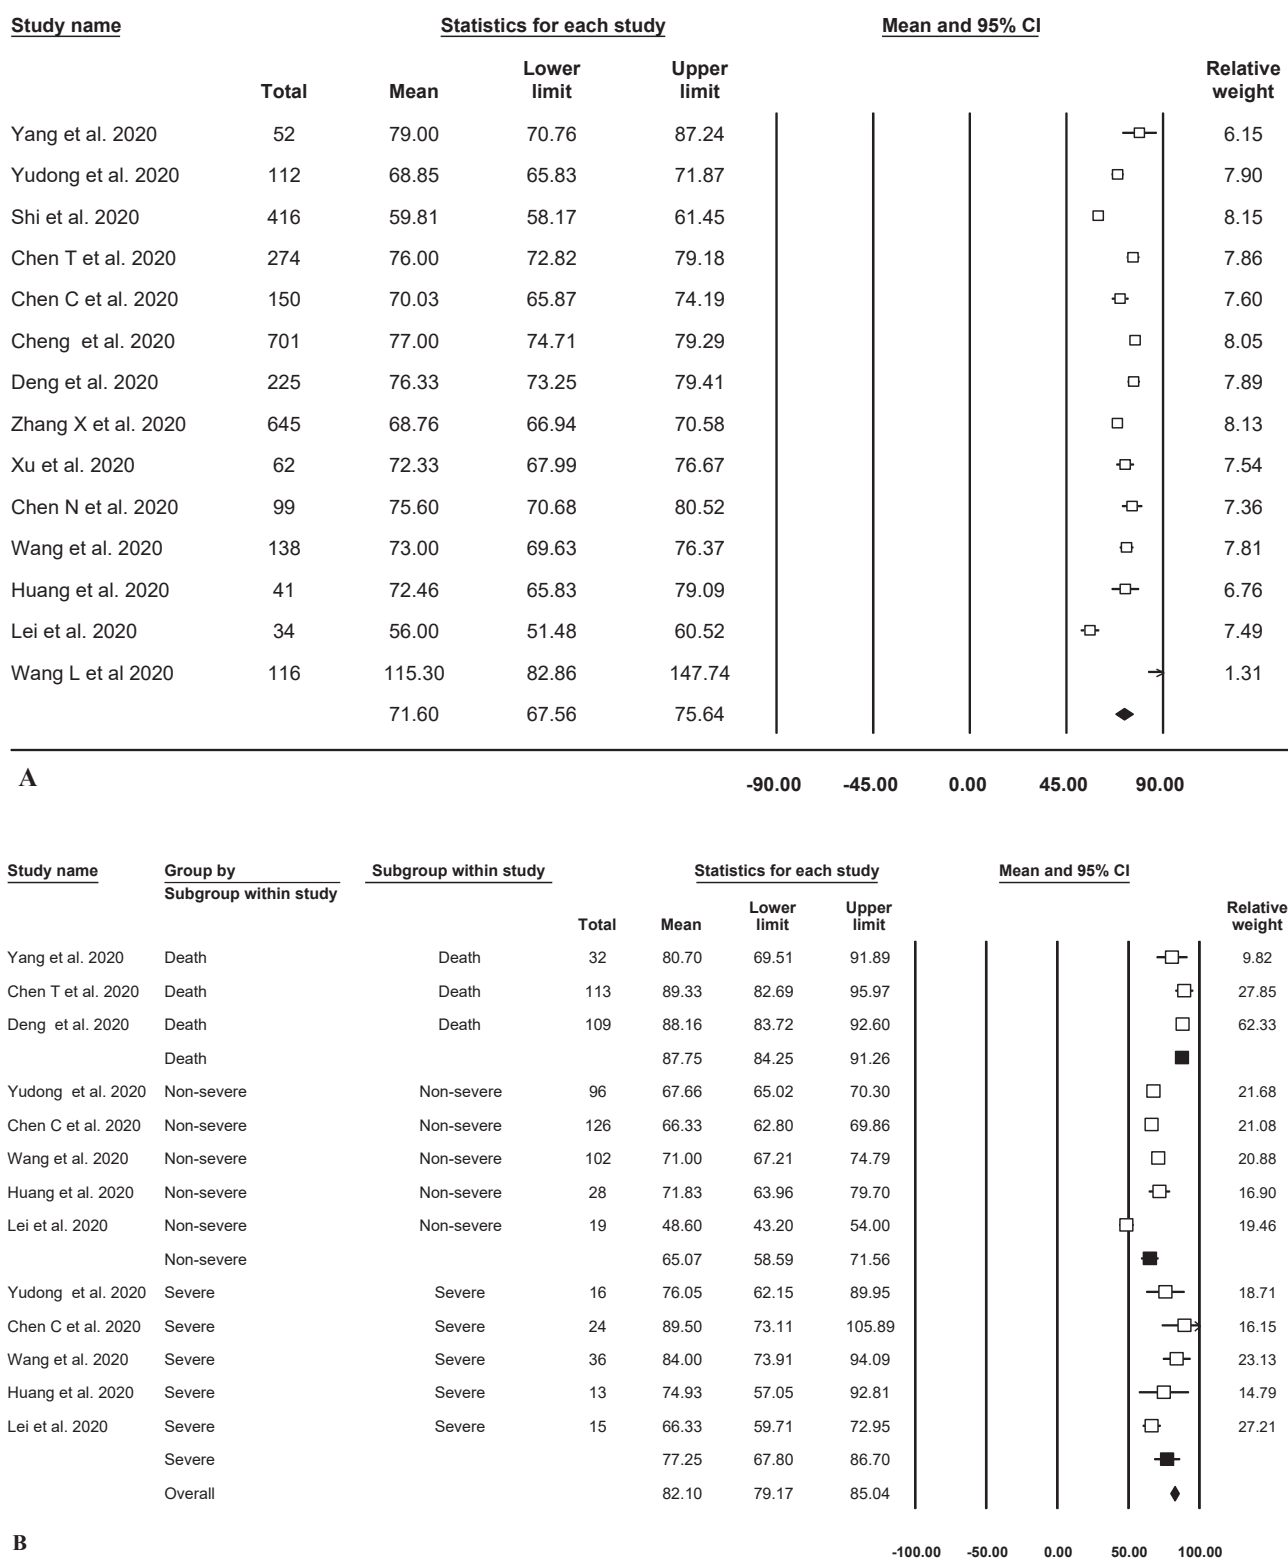 Study name Statistics for each study Mean and 95% CI
Lower Upper Relative
Total Mean limit limit weight
Yang et al. 2020 52 79.00 70.76 87.24 6.15
Yudong et al. 2020 112 68.85 65.83 71.87 7.90
Shi et al. 2020 416 59.81 58.17 61.45 8.15
Chen T et al. 2020 274 76.00 72.82 79.18 7.86
Chen C et al. 2020 150 70.03 65.87 74.19 7.60
Cheng et al. 2020 701 77.00 74.71 79.29 8.05
Deng et al. 2020 225 76.33 73.25 79.41 7.89
Zhang X et al. 2020 645 68.76 66.94 70.58 8.13
Xu et al. 2020 62 72.33 67.99 76.67 7.54
Chen N et al. 2020 99 75.60 70.68 80.52 7.36
Wang et al. 2020 138 73.00 69.63 76.37 7.81
Huang et al. 2020 41 72.46 65.83 79.09 6.76
Lei et al. 2020 34 56.00 51.48 60.52 7.49
Wang L et al 2020 116 115.30 82.86 147.74 1.31
71.60 67.56 75.64
A -90.00 -45.00 0.00 45.00 90.00
Study name Group by Subgroup within study Statistics for each study Mean and 95% CI
Subgroup within study
Lower Upper Relative
Total Mean limit limit weight
Yang et al. 2020 Death Death 32 80.70 69.51 91.89 9.82
Chen T et al. 2020 Death Death 113 89.33 82.69 95.97 27.85
Deng et al. 2020 Death Death 109 88.16 83.72 92.60 62.33
Death 87.75 84.25 91.26
Yudong et al. 2020 Non-severe Non-severe 96 67.66 65.02 70.30 21.68
Chen C et al. 2020 Non-severe Non-severe 126 66.33 62.80 69.86 21.08
Wang et al. 2020 Non-severe Non-severe 102 71.00 67.21 74.79 20.88
Huang et al. 2020 Non-severe Non-severe 28 71.83 63.96 79.70 16.90
Lei et al. 2020 Non-severe Non-severe 19 48.60 43.20 54.00 19.46
Non-severe 65.07 58.59 71.56
Yudong et al. 2020 Severe Severe 16 76.05 62.15 89.95 18.71
Chen C et al. 2020 Severe Severe 24 89.50 73.11 105.89 16.15
Wang et al. 2020 Severe Severe 36 84.00 73.91 94.09 23.13
Huang et al. 2020 Severe Severe 13 74.93 57.05 92.81 14.79
Lei et al. 2020 Severe Severe 15 66.33 59.71 72.95 27.21
Severe 77.25 67.80 86.70
Overall 82.10 79.17 85.04
B -100.00 -50.00 0.00 50.00 100.00